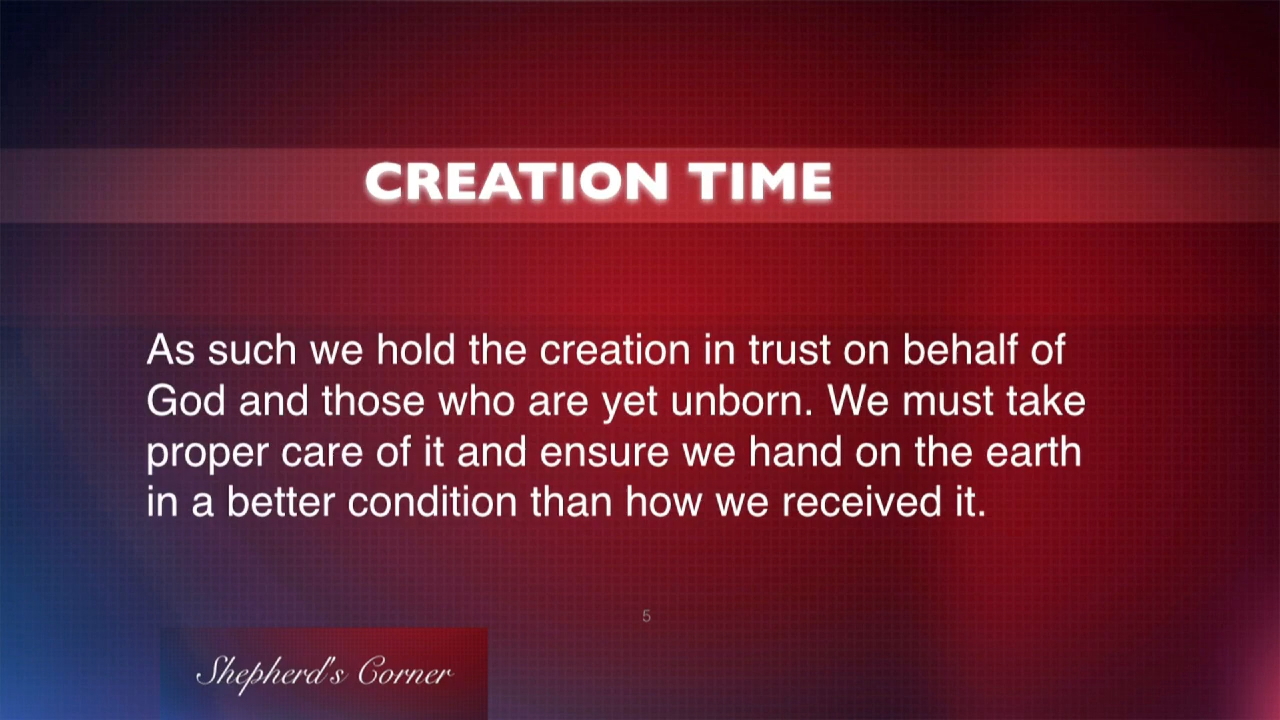 CREATION TIME
As such we hold the creation in trust on behalf of
God and those who are yet unborn. We must take
proper care of it and ensure we hand on the earth
in a better condition than how we received it.
5
Shepherd's Corner